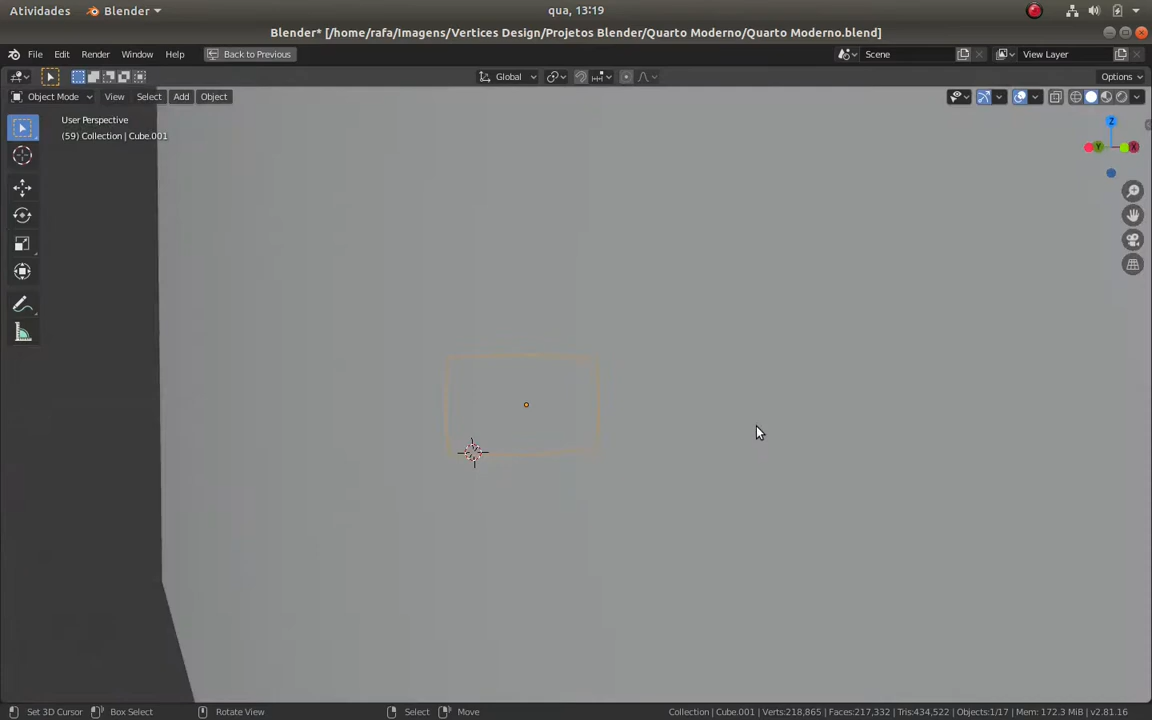 Atividades Blender qua, 13:19
Blender* [/home/rafa/Imagens/Vertices Design/Projetos Blender/Quarto Moderno/Quarto Moderno.blend]
File Edit Render Window Help Back to Previous Scene View Layer
Global Options
Object Mode View Select Add Object
User Perspective
(59) Collection | Cube.001
Z
Y X
Set 3D Cursor Box Select Rotate View Select Move Collection | Cube.001 | Verts:218,865 | Faces:217,332 | Tris:434,522 | Objects:1/17 | Mem: 172.3 MiB | v2.81.16